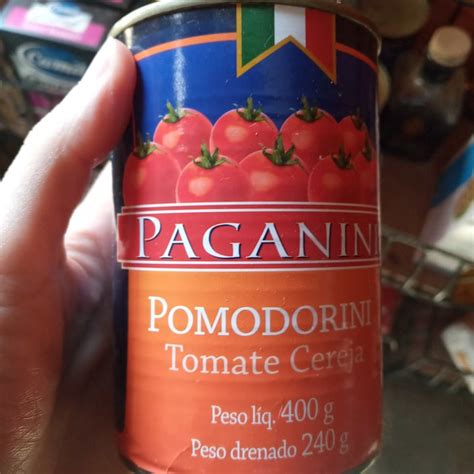 PAGANINI
POMODORINI
Tomate Cereja
Peso líq. 400 g
Peso drenado 240 g